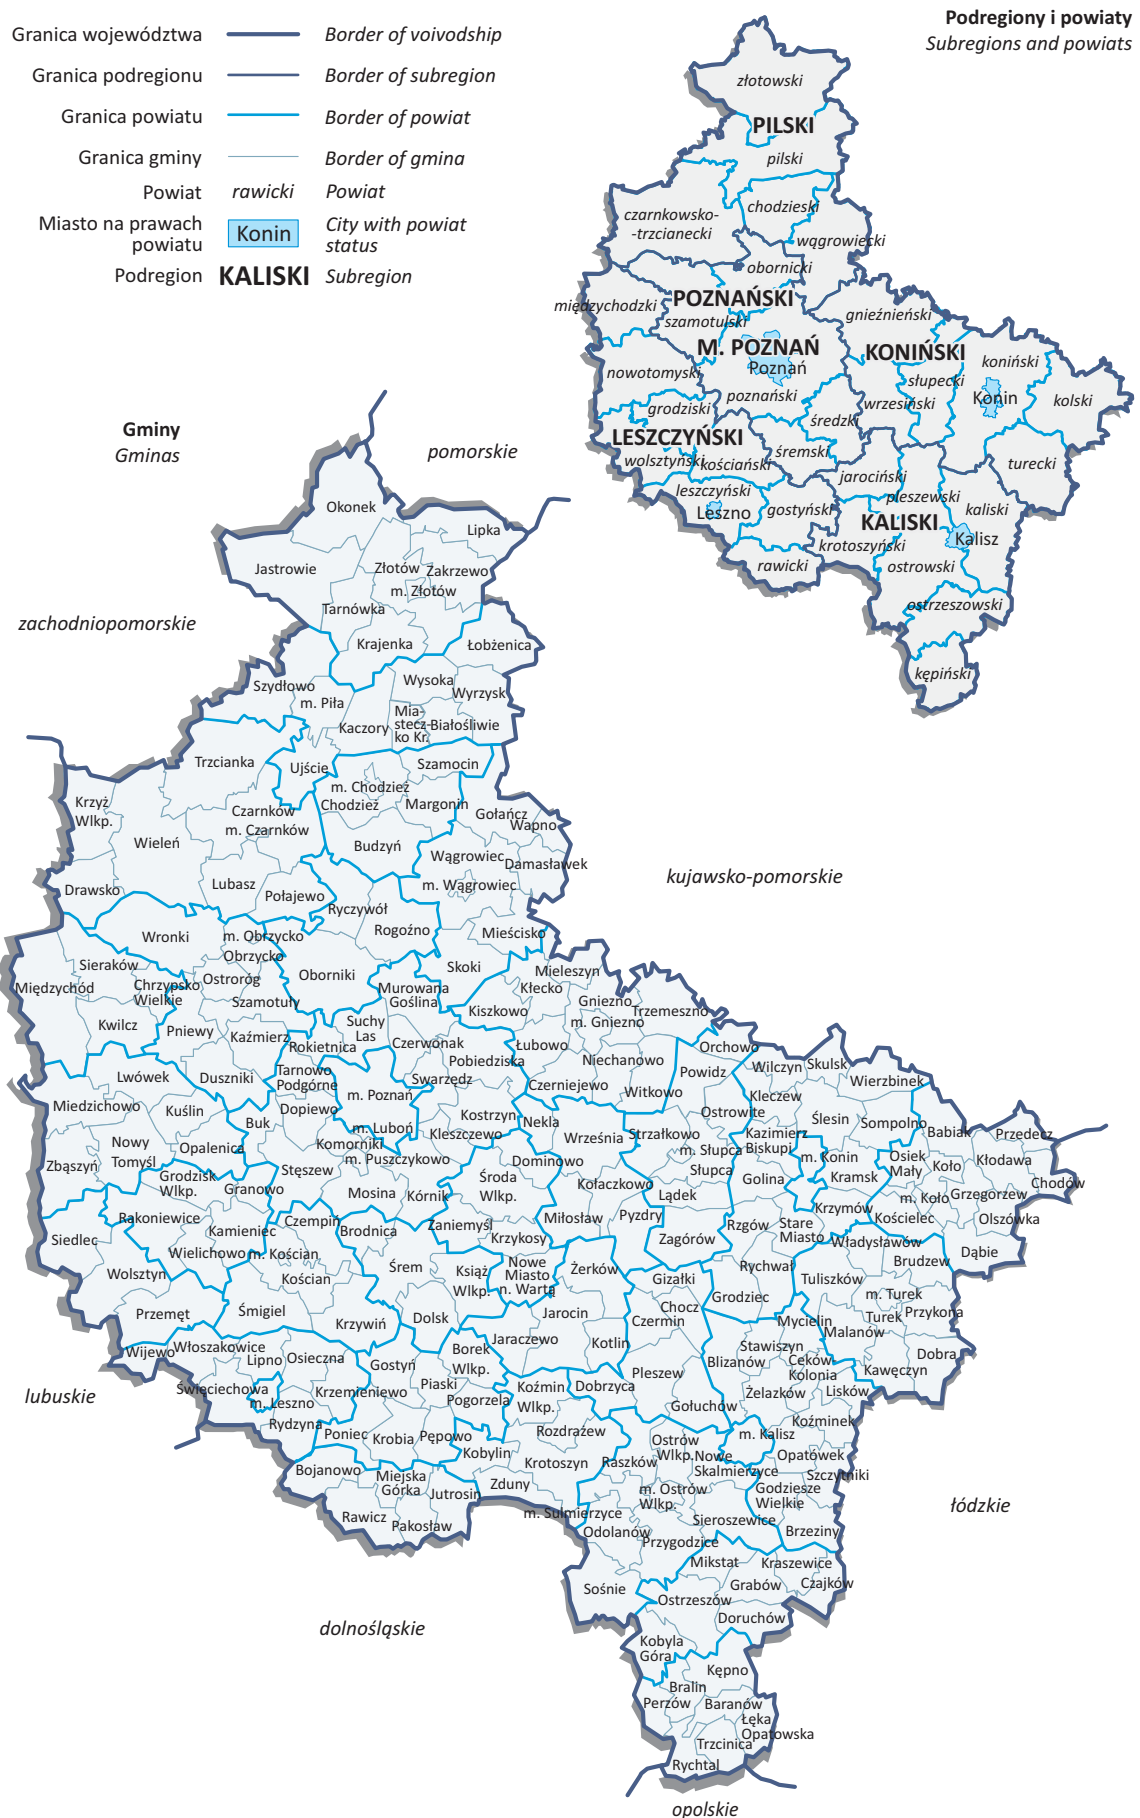 Granica województwa
Border of voivodship
Granica podregionu
Border of subregion
Granica powiatu
Border of powiat
Granica gminy
Border of gmina
Powiat
rawicki
Powiat
Miasto na prawach
powiatu
Konin
City with powiat
status
Podregion
KALISKI
Subregion
Podregiony i powiaty
Subregions and powiats
złotowski
PILSKI
pilski
chodzieski
czarnkowsko-
-trzcianecki
wągrowiecki
obornicki
międzychodzki
POZNAŃSKI
gnieźnieński
szamotulski
M. POZNAŃ
KONIŃSKI
koniński
Poznań
nowotomyski
słupecki
poznański
wrzesiński
Konin
kolski
grodziski
średzki
LESZCZYŃSKI
wolsztyński
kościański
śremski
turecki
jarociński
leszczyński
pleszewski
Leszno
gostyński
kaliski
KALISKI
Kalisz
krotoszyński
rawicki
ostrowski
ostrzeszowski
kępiński
Gminy
Gminas
pomorskie
zachodniopomorskie
kujawsko-pomorskie
lubuskie
łódzkie
dolnośląskie
opolskie
Okonek
Lipka
Jastrowie
Złotów
Zakrzewo
m. Złotów
Tarnówka
Krajenka
Łobżenica
Szydłowo
m. Piła
Wysoka
Wyrzysk
Kaczory
Mia-
stecz-
ko Kr.
Białośliwie
Trzcianka
Ujście
Szamocin
m. Chodzież
Chodzież
Margonin
Krzyż
Wlkp.
Gołańcz
Wapno
Czarnków
m. Czarnków
Wieleń
Budzyń
Wągrowiec
Damasławek
Drawsko
Lubasz
Połajewo
m. Wągrowiec
Ryczywół
Wronki
m. Obrzycko
Obrzycko
Rogoźno
Mieścisko
Sieraków
Międzychód
Chrzypsko
Wielkie
Ostroróg
Oborniki
Skoki
Mieleszyn
Kłecko
Murowana
Goślina
Szamotuły
Kiszkowo
Gniezno
m. Gniezno
Trzemeszno
Kwilcz
Pniewy
Kaźmierz
Suchy
Las
Rokietnica
Czerwonak
Łubowo
Orchowo
Pobiedziska
Niechanowo
Powidz
Wilczyn
Skulsk
Lwówek
Duszniki
Tarnowo
Podgórne
Swarzędz
Czerniejewo
Witkowo
Kleczew
Wierzbinek
Miedzichowo
Kuślin
m. Poznań
Dopiewo
Kostrzyn
Nekla
Ostrowite
Ślesin
Sompolno
Buk
m. Luboń
Kleszczewo
Września
Strzałkowo
Kazimierz
Biskupi
Babiak
Przedecz
Nowy
Tomyśl
Opalenica
Komorniki
m. Puszczykowo
m. Słupca
Słupca
m. Konin
Osiek
Mały
Koło
Kłodawa
Zbąszyń
Grodzisk
Wlkp.
Stęszew
Dominowo
Golina
Kramsk
Chodów
Granowo
Mosina
Kórnik
Środa
Wlkp.
Kołaczkowo
Lądek
m. Koło
Grzegorzew
Rakoniewice
Czempiń
Brodnica
Zaniemyśl
Miłosław
Pyzdry
Rzgów
Stare
Miasto
Krzymów
Kościelec
Olszówka
Siedlec
Kamieniec
Krzykosy
Zagórów
Władysławów
Dąbie
Wielichowo
m. Kościan
Kościan
Śrem
Książ
Wlkp.
Nowe
Miasto
n. Wartą
Żerków
Gizałki
Rychwał
Brudzew
Wolsztyn
Tuliszków
m. Turek
Grodziec
Przemęt
Śmigiel
Krzywiń
Dolsk
Jarocin
Chocz
Czermin
Mycielin
Turek
Przykona
Malanów
Jaraczewo
Kotlin
Stawiszyn
Dobra
Wijewo
Włoszakowice
Lipno
Osieczna
Gostyń
Borek
Wlkp.
Pleszew
Blizanów
Ceków-
Kolonia
Kawęczyn
Święciechowa
m. Leszno
Krzemieniewo
Piaski
Pogorzela
Koźmin
Wlkp.
Dobrzyca
Żelazków
Lisków
Gołuchów
Koźminek
Rydzyna
Poniec
Krobia
Pępowo
Rozdrażew
m. Kalisz
Kobylin
Krotoszyn
Raszków
Ostrów
Wlkp.
Nowe
Skalmierzyce
Opatówek
Bojanowo
Miejska
Górka
Zduny
Szczytniki
Jutrosin
m. Ostrów
Wlkp.
Godziesze
Wielkie
Rawicz
Pakosław
m. Sulmierzyce
Odolanów
Sieroszewice
Brzeziny
Przygodzice
Mikstat
Kraszewice
Sośnie
Grabów
Czajków
Ostrzeszów
Doruchów
Kobyla
Góra
Kępno
Bralin
Perzów
Baranów
Łęka
Opatowska
Trzcinica
Rychtal